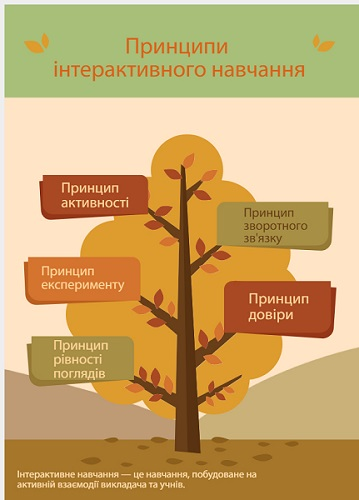 Принципи
інтерактивного навчання
Принцип
активності
Принцип
зворотного
зв'язку
Принцип
експерименту
Принцип
довіри
Принцип
рівності
поглядів
Інтерактивне навчання — це навчання, побудоване на
активній взаємодії викладача та учнів.